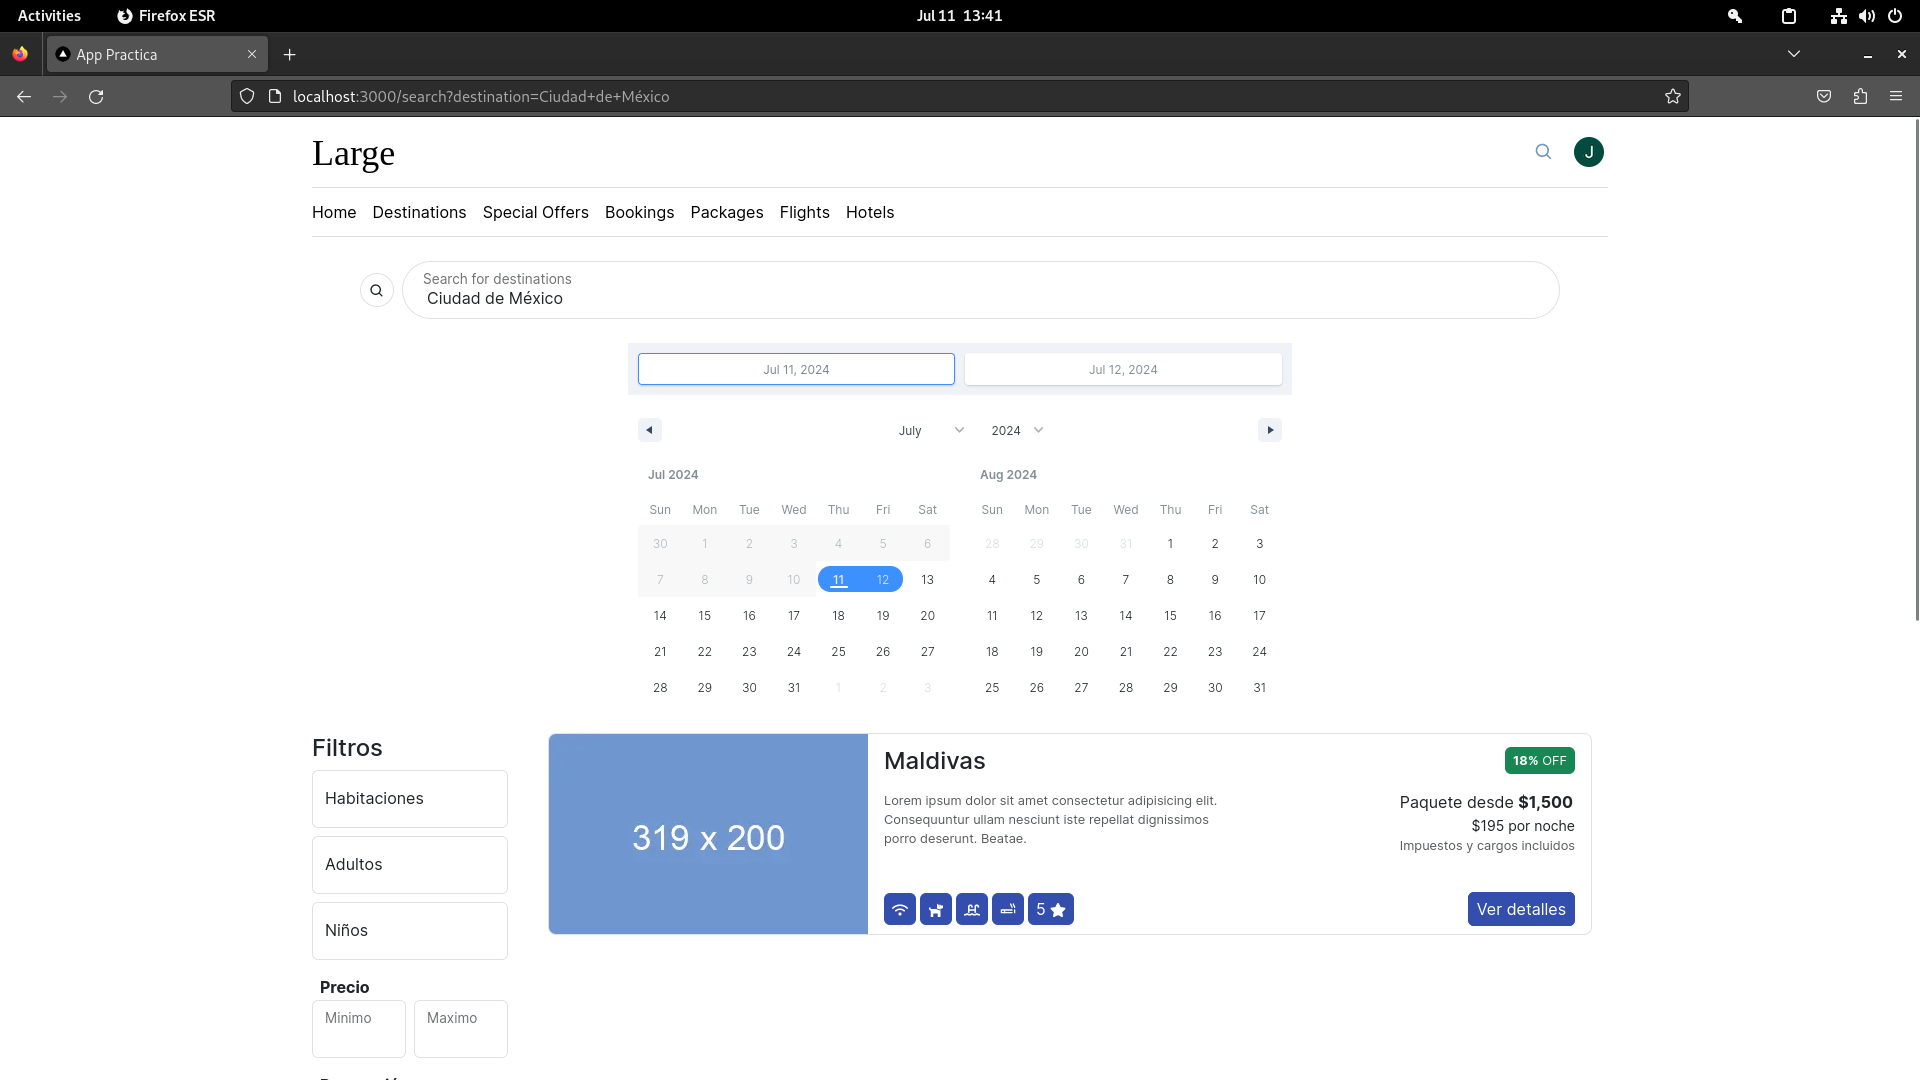 Activities Firefox ESR Jul 11 13:41
App Practica
localhost:3000/search?destination=Ciudad+de+México
Large J
Home Destinations Special Offers Bookings Packages Flights Hotels
Search for destinations
Ciudad de México
Jul 11, 2024 Jul 12, 2024
July 2024
Jul 2024 Aug 2024
Sun Mon Tue Wed Thu Fri Sat Sun Mon Tue Wed Thu Fri Sat
30 1 2 3 4 5 6 28 29 30 31 1 2 3
7 8 9 10 11 12 13 4 5 6 7 8 9 10
14 15 16 17 18 19 20 11 12 13 14 15 16 17
21 22 23 24 25 26 27 18 19 20 21 22 23 24
28 29 30 31 1 2 3 25 26 27 28 29 30 31
Filtros
Habitaciones
Adultos
Niños
Precio
Minimo Maximo
319 x 200
Maldivas
18% OFF
Lorem ipsum dolor sit amet consectetur adipisicing elit.
Consequuntur ullam nesciunt iste repellat dignissimos
porro deserunt. Beatae.
Paquete desde $1,500
$195 por noche
Impuestos y cargos incluidos
5
Ver detalles